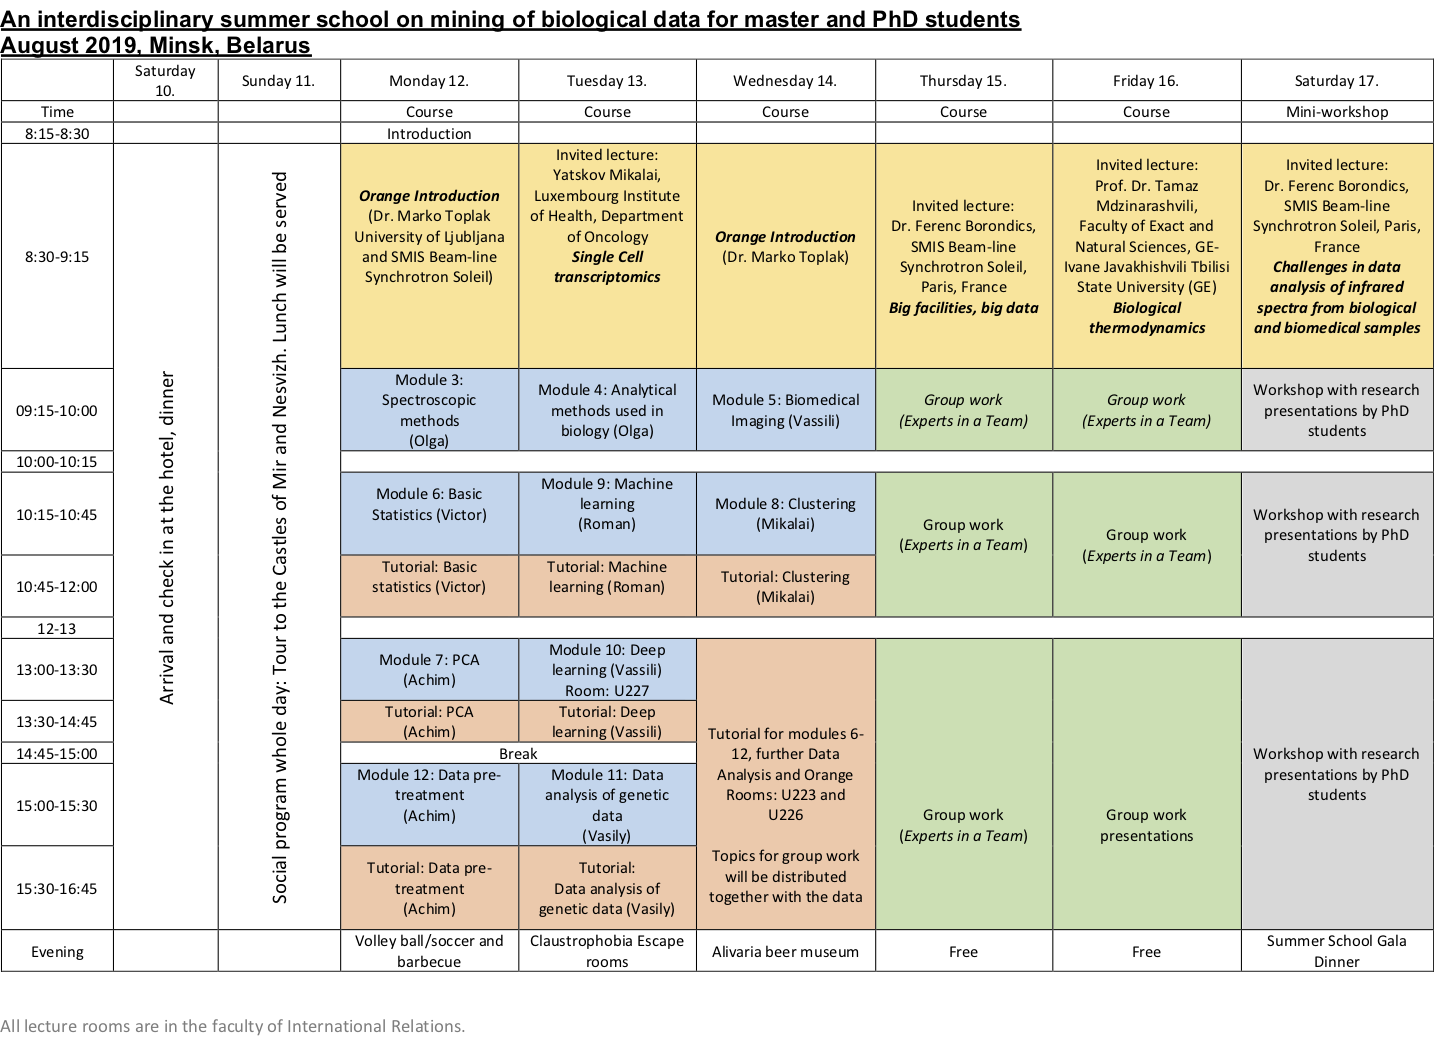 An interdisciplinary summer school on mining of biological data for master and PhD students
August 2019, Minsk, Belarus
Saturday
10.
Sunday 11.
Monday 12.
Tuesday 13.
Wednesday 14.
Thursday 15.
Friday 16.
Saturday 17.
Time
Course
Course
Course
Course
Course
Mini-workshop
8:15-8:30
Introduction
8:30-9:15
Arrival and check in at the hotel, dinner
Social program whole day: Tour to the Castles of Mir and Nesvizh. Lunch will be served
Orange Introduction
(Dr. Marko Toplak
University of Ljubljana
and SMIS Beam-line
Synchrotron Soleil)
Invited lecture:
Yatskov Mikalai,
Luxembourg Institute
of Health, Department
of Oncology
Single Cell
transcriptomics
Orange Introduction
(Dr. Marko Toplak)
Invited lecture:
Dr. Ferenc Borondics,
SMIS Beam-line
Synchrotron Soleil,
Paris, France
Big facilities, big data
Invited lecture:
Prof. Dr. Tamaz
Mdzinarashvili,
Faculty of Exact and
Natural Sciences, GE-
Ivane Javakhishvili Tbilisi
State University (GE)
Biological
thermodynamics
Invited lecture:
Dr. Ferenc Borondics,
SMIS Beam-line
Synchrotron Soleil, Paris,
France
Challenges in data
analysis of infrared
spectra from biological
and biomedical samples
09:15-10:00
Module 3:
Spectroscopic
methods
(Olga)
Module 4: Analytical
methods used in
biology (Olga)
Module 5: Biomedical
Imaging (Vassili)
Group work
(Experts in a Team)
Group work
(Experts in a Team)
Workshop with research
presentations by PhD
students
10:00-10:15
10:15-10:45
Module 6: Basic
Statistics (Victor)
Module 9: Machine
learning
(Roman)
Module 8: Clustering
(Mikalai)
Group work
(Experts in a Team)
Group work
(Experts in a Team)
Workshop with research
presentations by PhD
students
10:45-12:00
Tutorial: Basic
statistics (Victor)
Tutorial: Machine
learning (Roman)
Tutorial: Clustering
(Mikalai)
12-13
13:00-13:30
Module 7: PCA
(Achim)
Module 10: Deep
learning (Vassili)
Room: U227
13:30-14:45
Tutorial: PCA
(Achim)
Tutorial: Deep
learning (Vassili)
Tutorial for modules 6-
12, further Data
Analysis and Orange
Rooms: U223 and
U226
Topics for group work
will be distributed
together with the data
Group work
(Experts in a Team)
Group work
presentations
Workshop with research
presentations by PhD
students
14:45-15:00
Break
15:00-15:30
Module 12: Data pre-
treatment
(Achim)
Module 11: Data
analysis of genetic
data
(Vasily)
15:30-16:45
Tutorial: Data pre-
treatment
(Achim)
Tutorial:
Data analysis of
genetic data (Vasily)
Evening
Volley ball/soccer and
barbecue
Claustrophobia Escape
rooms
Alivaria beer museum
Free
Free
Summer School Gala
Dinner
All lecture rooms are in the faculty of International Relations.